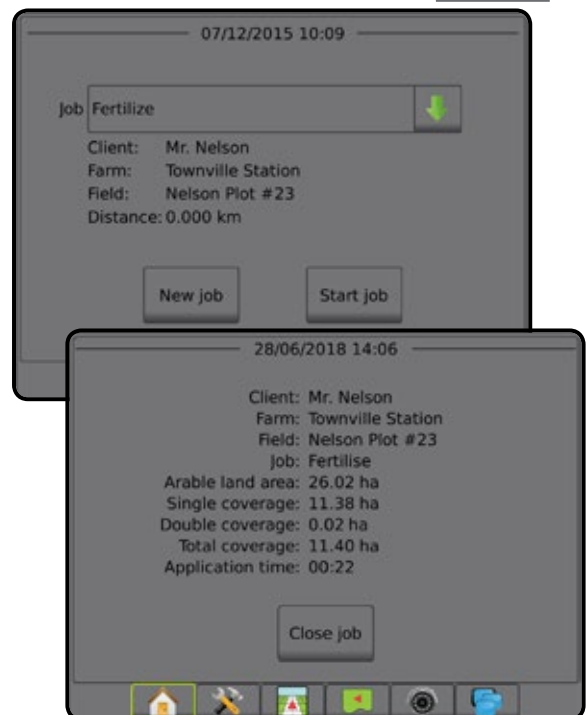 07/12/2015 10:09
Job Fertilize
Client: Mr. Nelson
Farm: Townville Station
Field: Nelson Plot #23
Distance: 0.000 km
New job Start job
28/06/2018 14:06
Client: Mr. Nelson
Farm: Townville Station
Field: Nelson Plot #23
Job: Fertilise
Arable land area: 26.02 ha
Single coverage: 11.38 ha
Double coverage: 0.02 ha
Total coverage: 11.40 ha
Application time: 00:22
Close job